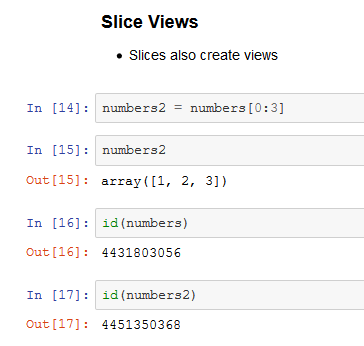 Slice Views
• Slices also create views
In [14]: numbers2 = numbers[0:3]
In [15]: numbers2
Out[15]: array([1, 2, 3])
In [16]: id(numbers)
Out[16]: 4431803056
In [17]: id(numbers2)
Out[17]: 4451350368